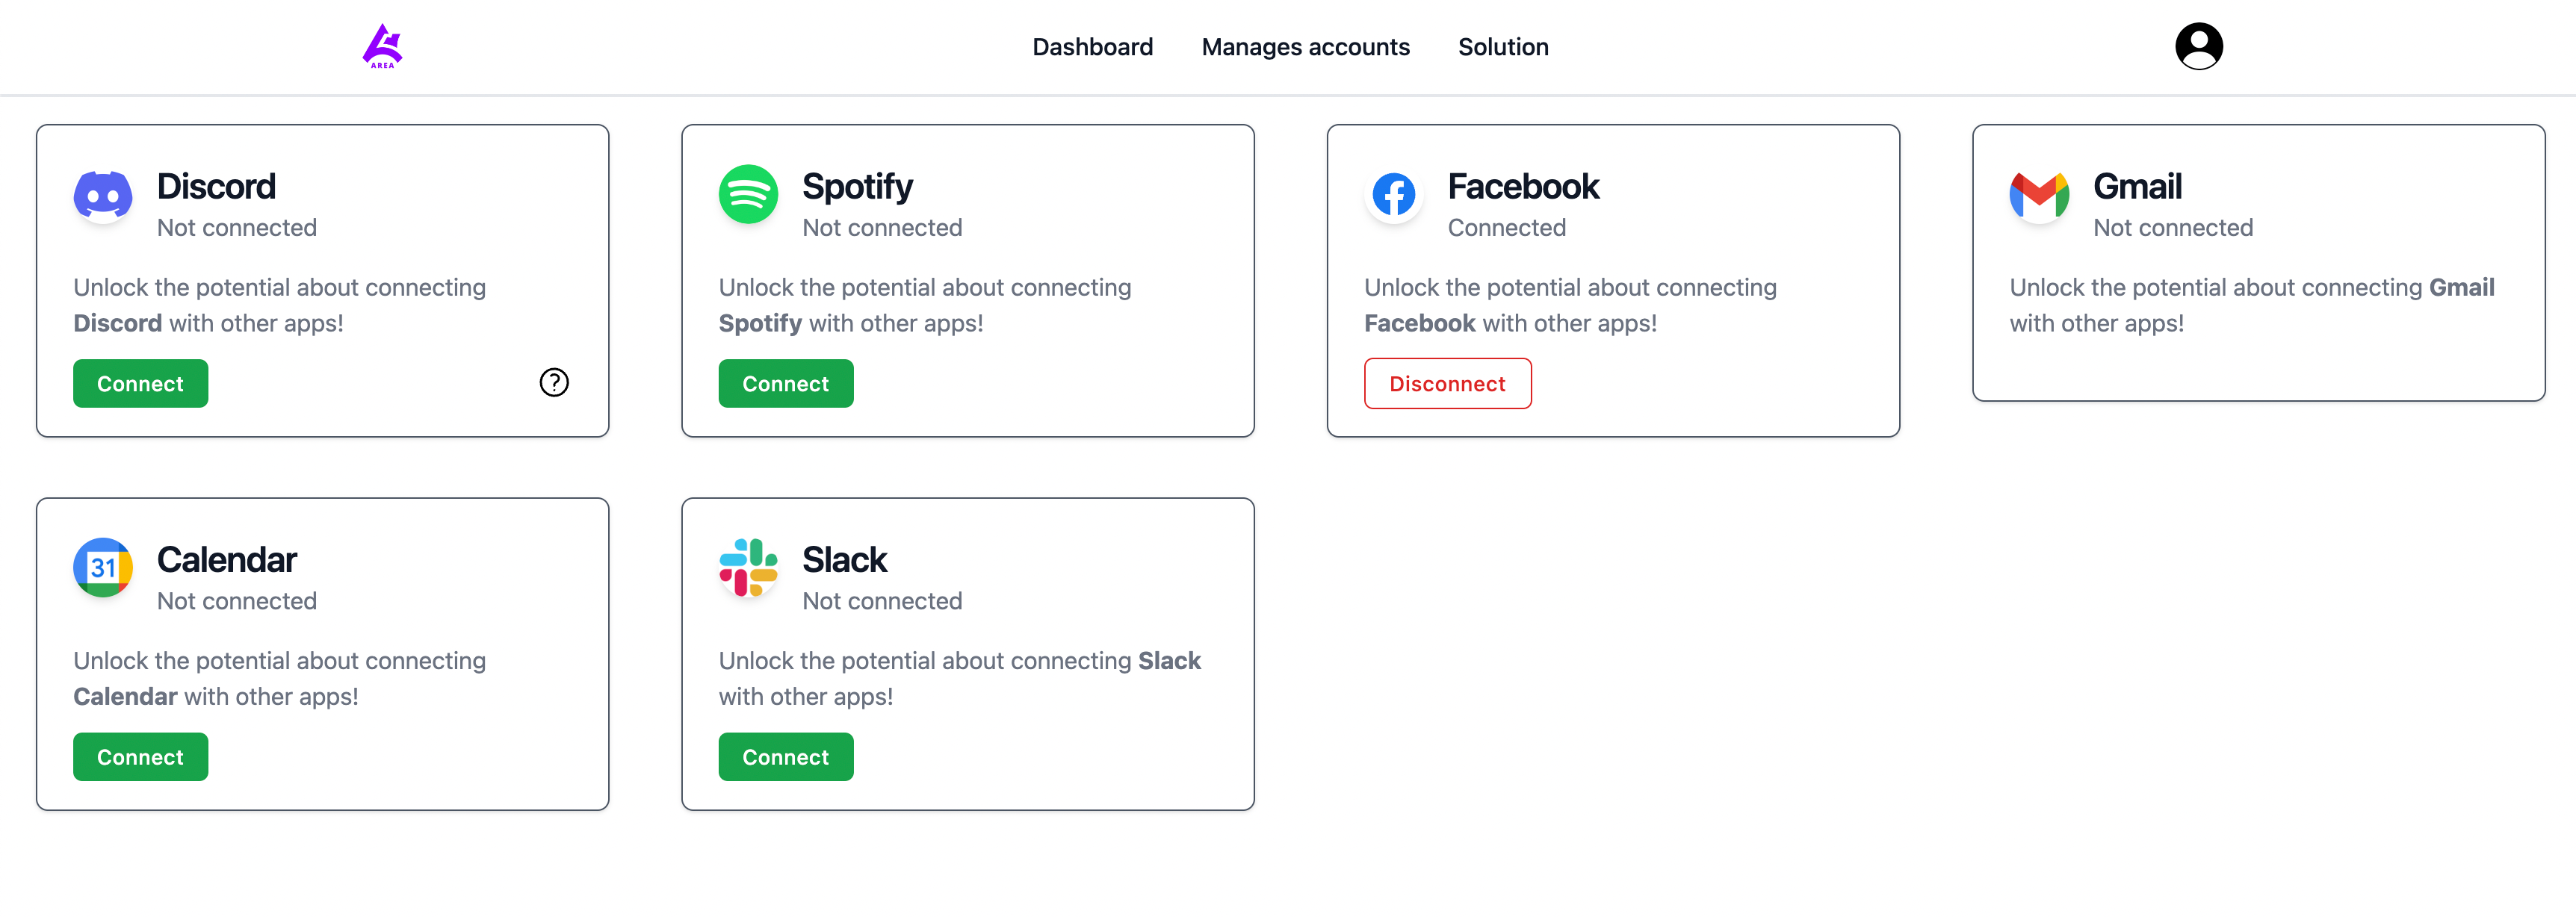 AREA
Dashboard
Manages accounts
Solution
Discord
Not connected
Unlock the potential about connecting
Discord with other apps!
Connect
?
Spotify
Not connected
Unlock the potential about connecting
Spotify with other apps!
Connect
Facebook
Connected
Unlock the potential about connecting
Facebook with other apps!
Disconnect
Gmail
Not connected
Unlock the potential about connecting Gmail
with other apps!
31
Calendar
Not connected
Unlock the potential about connecting
Calendar with other apps!
Connect
Slack
Not connected
Unlock the potential about connecting Slack
with other apps!
Connect